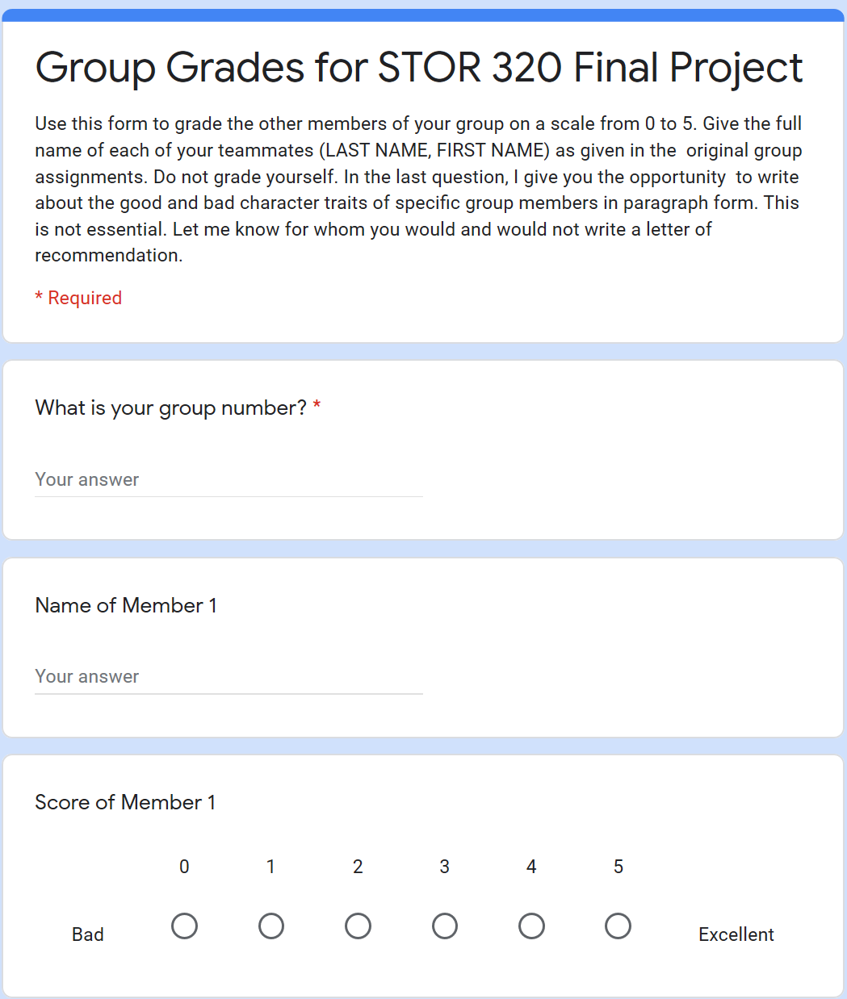 Group Grades for STOR 320 Final Project
Use this form to grade the other members of your group on a scale from 0 to 5. Give the full
name of each of your teammates (LAST NAME, FIRST NAME) as given in the  original group
assignments. Do not grade yourself. In the last question, I give you the opportunity  to write
about the good and bad character traits of specific group members in paragraph form. This
is not essential. Let me know for whom you would and would not write a letter of
recommendation.
* Required
What is your group number? *
Your answer
Name of Member 1
Your answer
Score of Member 1
0 1 2 3 4 5
Bad Excellent